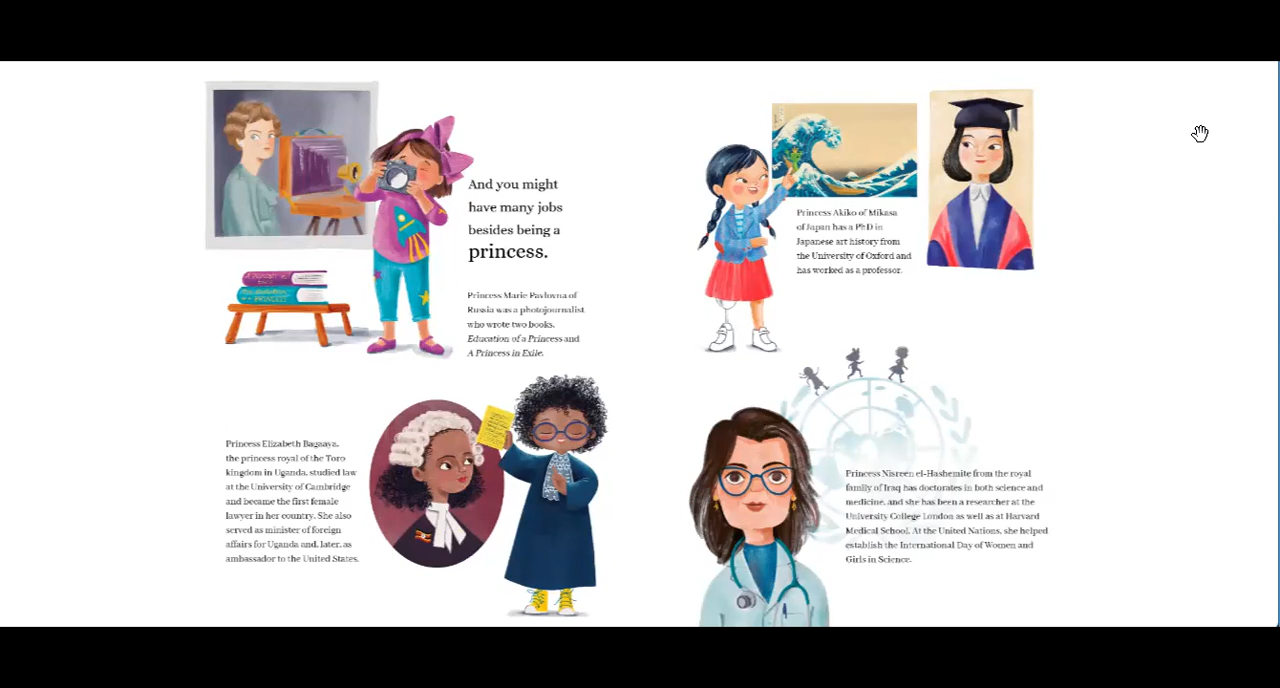 And you might
have many jobs
besides being a
princess.
Princess Marie Pavlovna of
Russia was a photojournalist
who wrote two books,
Education of a Princess and
A Princess in Exile.
Princess Akiko of Mikasa
of Japan has a PhD in
Japanese art history from
the University of Oxford and
has worked as a professor.
Princess Elizabeth Bagaaya,
the princess royal of the Toro
kingdom in Uganda, studied law
at the University of Cambridge
and became the first female
lawyer in her country. She also
served as minister of foreign
affairs for Uganda and, later, as
ambassador to the United States.
Princess Nisreen el-Hashemite from the royal
family of Iraq has doctorates in both science and
medicine, and she has been a researcher at the
University College London as well as at Harvard
Medical School. At the United Nations, she helped
establish the International Day of Women and
Girls in Science.